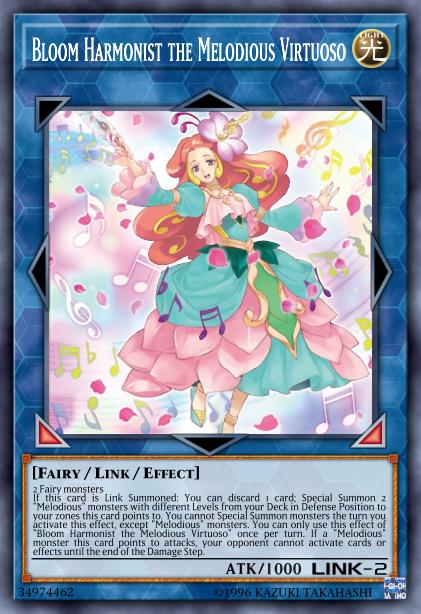 BLOOM HARMONIST THE MELODIOUS VIRTUOSO
LIGHT
光
[FAIRY / LINK / EFFECT]
2 Fairy monsters
If this card is Link Summoned: You can discard 1 card; Special Summon 2
"Melodious" monsters with different Levels from your Deck in Defense Position to
your zones this card points to. You cannot Special Summon monsters the turn you
activate this effect, except "Melodious" monsters. You can only use this effect of
"Bloom Harmonist the Melodious Virtuoso" once per turn. If a "Melodious"
monster this card points to attacks, your opponent cannot activate cards or
effects until the end of the Damage Step.
ATK/1000 LINK-2
34974462 ©1996 KAZUKI TAKAHASHI